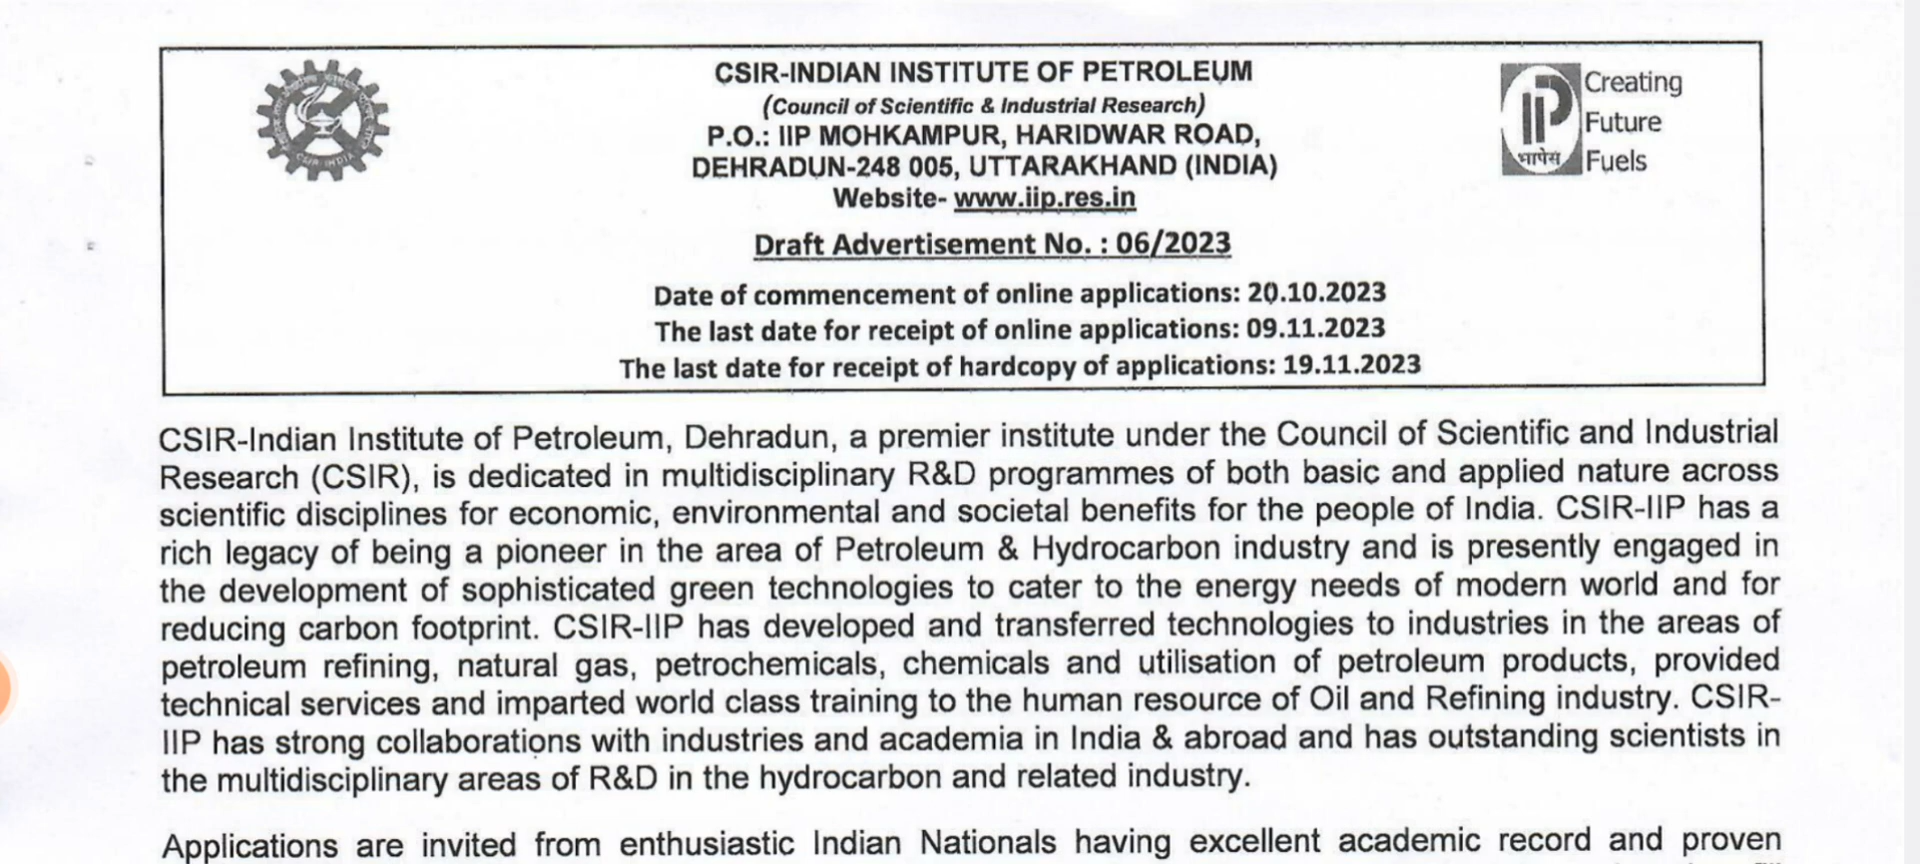 CSIR-INDIAN INSTITUTE OF PETROLEUM
(Council of Scientific & Industrial Research)
P.O.: IIP MOHKAMPUR, HARIDWAR ROAD,
DEHRADUN-248 005, UTTARAKHAND (INDIA)
Website- www.iip.res.in
Draft Advertisement No. : 06/2023
Date of commencement of online applications: 20.10.2023
The last date for receipt of online applications: 09.11.2023
The last date for receipt of hardcopy of applications: 19.11.2023
CSIR-INDIA
IIP
भापेस
Creating
Future
Fuels
CSIR-Indian Institute of Petroleum, Dehradun, a premier institute under the Council of Scientific and Industrial
Research (CSIR), is dedicated in multidisciplinary R&D programmes of both basic and applied nature across
scientific disciplines for economic, environmental and societal benefits for the people of India. CSIR-IIP has a
rich legacy of being a pioneer in the area of Petroleum & Hydrocarbon industry and is presently engaged in
the development of sophisticated green technologies to cater to the energy needs of modern world and for
reducing carbon footprint. CSIR-IIP has developed and transferred technologies to industries in the areas of
petroleum refining, natural gas, petrochemicals, chemicals and utilisation of petroleum products, provided
technical services and imparted world class training to the human resource of Oil and Refining industry. CSIR-
IIP has strong collaborations with industries and academia in India & abroad and has outstanding scientists in
the multidisciplinary areas of R&D in the hydrocarbon and related industry.
Applications are invited from enthusiastic Indian Nationals having excellent academic record and proven